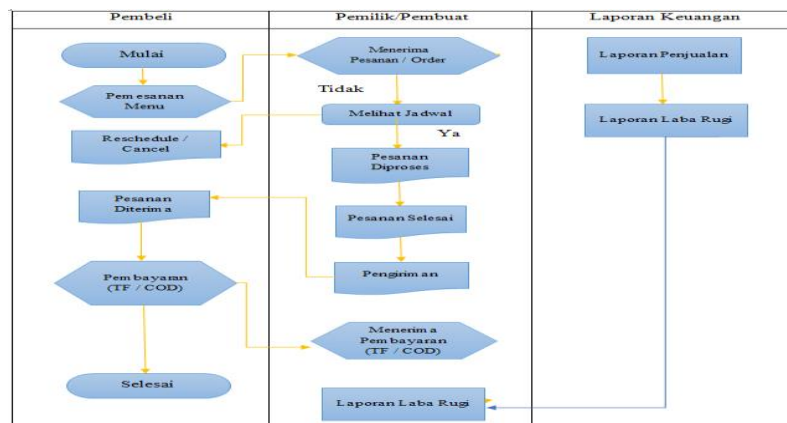 Pembeli
Pemilik/Pembuat
Laporan Keuangan
Mulai
Pemesanan
Menu
Reschedule /
Cancel
Pesanan
Diterima
Pembayaran
(TF / COD)
Selesai
Menerima
Pesanan / Order
Tidak
Melihat Jadwal
Ya
Pesanan
Diproses
Pesanan Selesai
Pengiriman
Menerima
Pembayaran
(TF / COD)
Laporan Laba Rugi
Laporan Penjualan
Laporan Laba Rugi